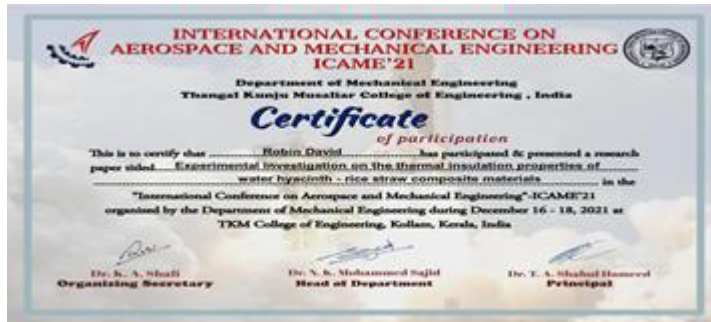 INTERNATIONAL CONFERENCE ON
AEROSPACE AND MECHANICAL ENGINEERING
ICAME'21
Department of Mechanical Engineering
Thangal Kunju Musaliar College of Engineering , India
Certificate
of participation
This is to certify that Robin David has participated & presented a research
paper titled Experimental investigation on the thermal insulation properties of
water hyacinth - rice straw composite materials in the
"International Conference on Aerospace and Mechanical Engineering"-ICAME'21
organised by the Department of Mechanical Engineering during December 16 - 18, 2021 at
TKM College of Engineering, Kollam, Kerala, India
Dr. K. A. Shafi
Organizing Secretary
Dr. N. K. Mohammed Sajid
Head of Department
Dr. T. A. Shahul Hameed
Principal